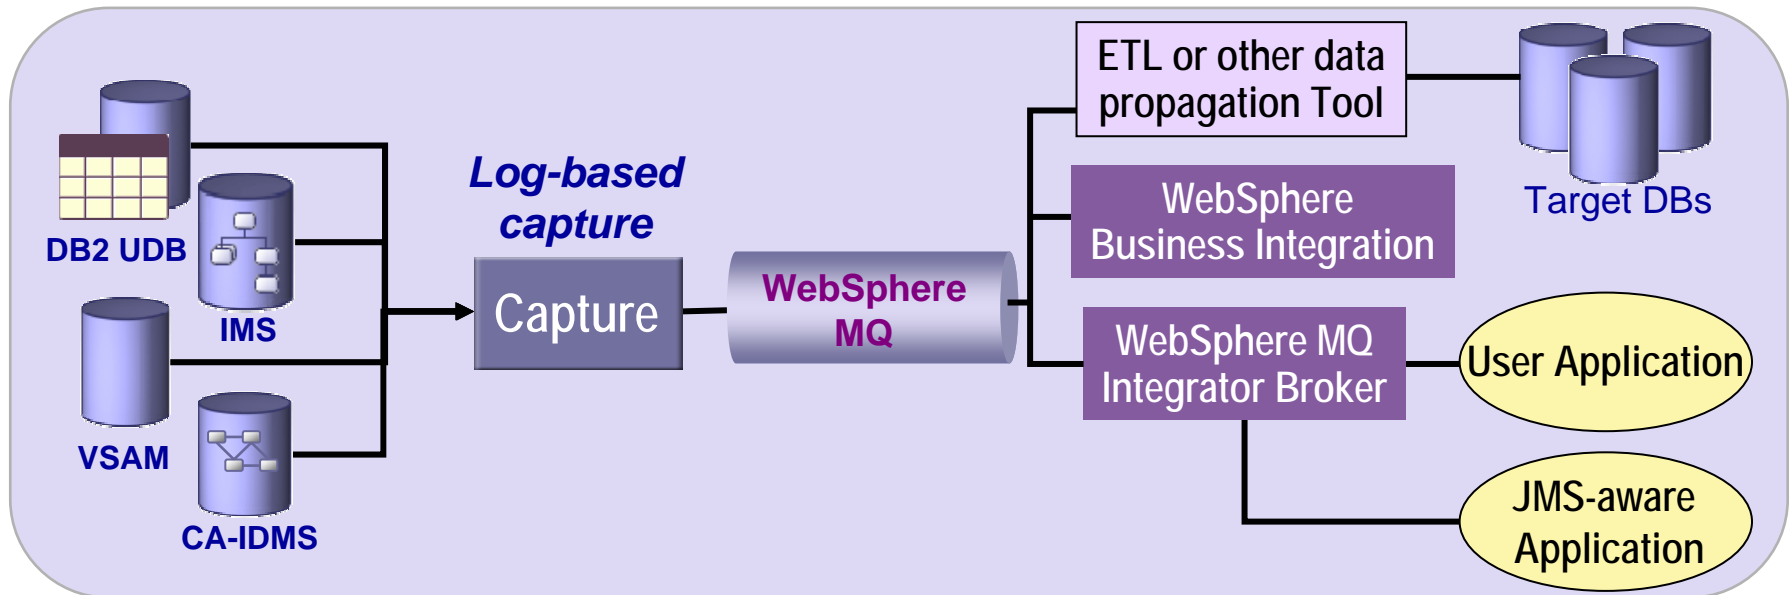 DB2 UDB
IMS
VSAM
CA-IDMS
Log-based
capture
Capture
WebSphere
MQ
ETL or other data
propagation Tool
Target DBs
WebSphere
Business Integration
WebSphere MQ
Integrator Broker
User Application
JMS-aware
Application